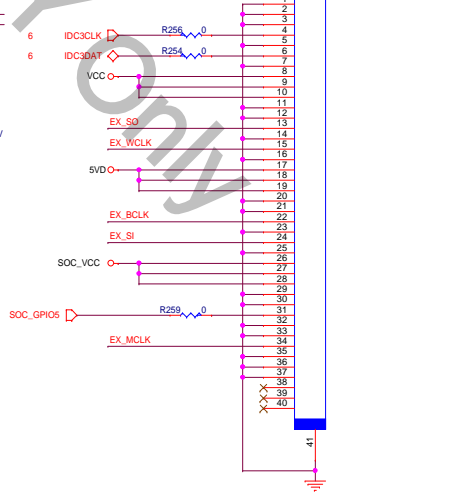 2
3
6 IDC3CLK R256 0 4
5
6 IDC3DAT R254 0 6
7
VCC 8
9
10
11
12
EX_SO 13
14
EX_WCLK 15
16
5VD 17
18
19
20
21
EX_BCLK 22
23
EX_SI 24
25
SOC_VCC 26
27
28
29
30
SOC_GPIO5 R259 0 31
32
33
EX_MCLK 34
35
36
37
38
39
40
41
Only